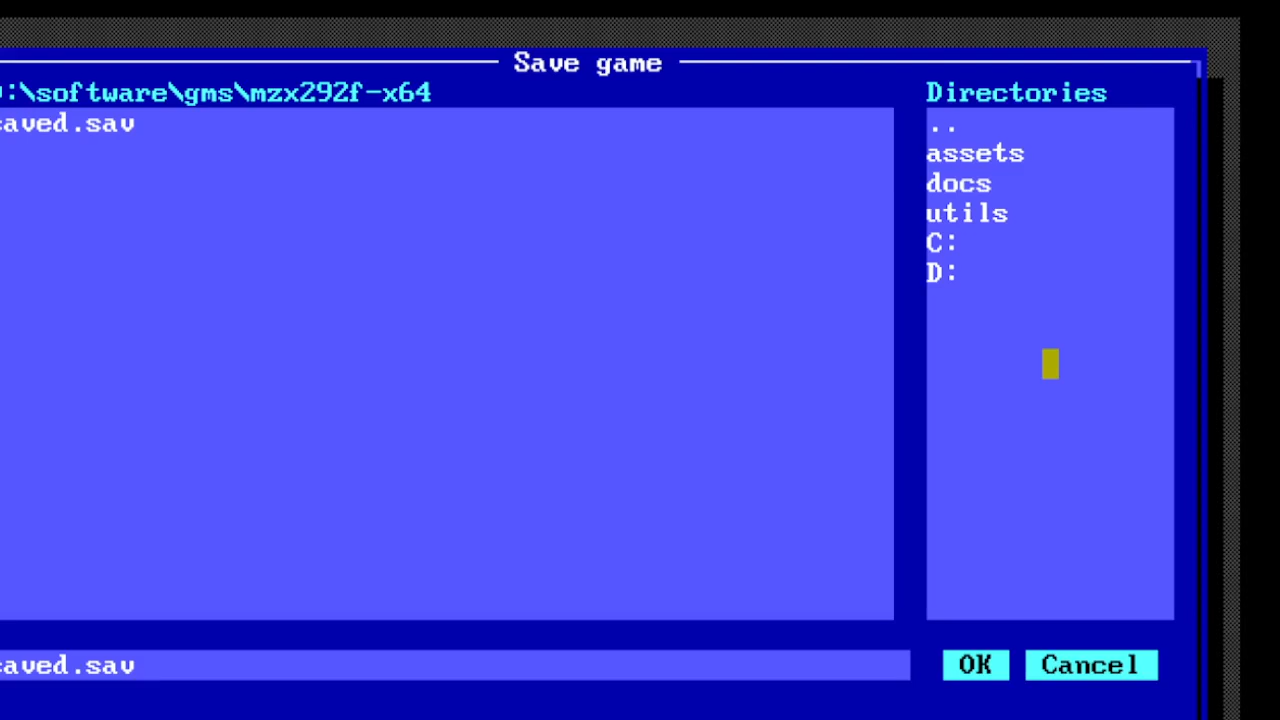 Save game
:\software\gms\mzx292f-x64
Directories
aved.sav
..
assets
docs
utils
C:
D:
aved.sav
OK
Cancel